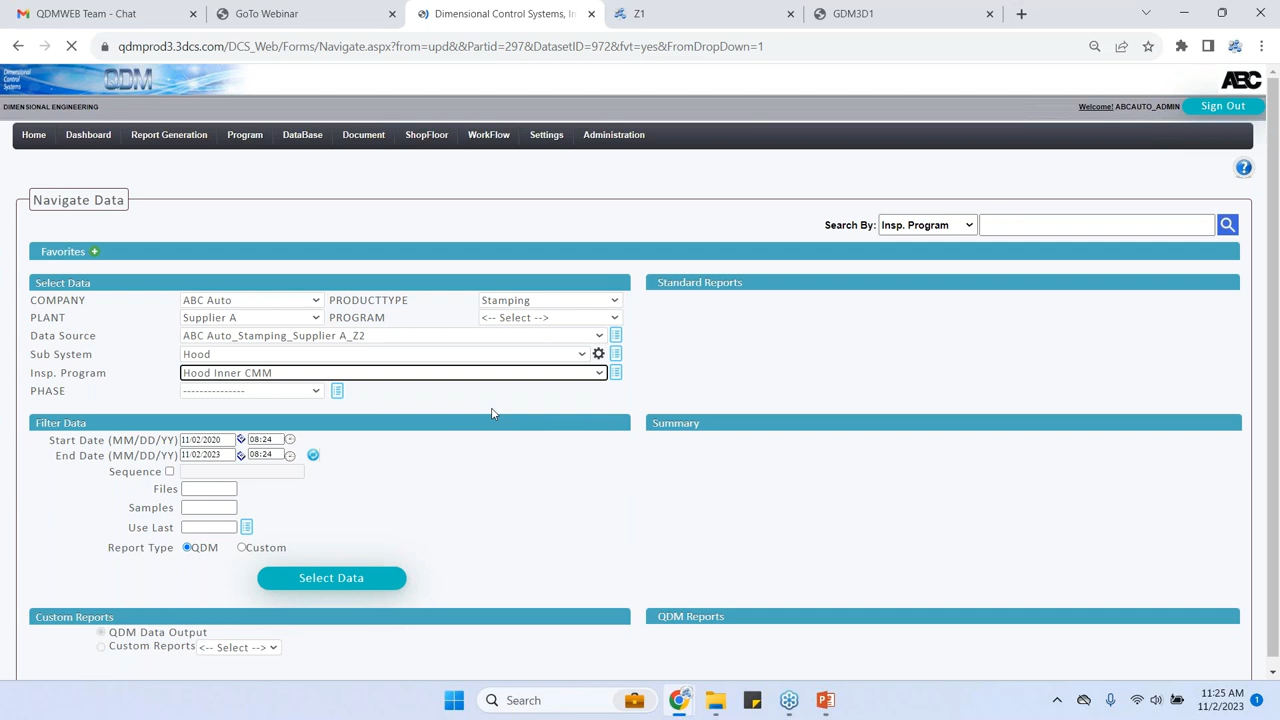 QDMWEB Team - GoTo Webinar Dimensional Control Systems, In Z1 GDM3D1
qdmprod3.3dcs.com/DCS_Web/Forms/Navigate.aspx?from=upd&&Partid=297&DatasetID=972&fvt=yes&FromDropDown=1
Dimensional
Control
Systems
QDM
ABC
DIMENSIONAL ENGINEERING
Welcome! ABCAUTO_ADMIN Sign Out
Home Dashboard Report Generation Program DataBase Document ShopFloor WorkFlow Settings Administration
?
Navigate Data
Search By: Insp. Program
Favorites
Select Data Standard Reports
COMPANY ABC Auto PRODUCTTYPE Stamping
PLANT Supplier A PROGRAM <-- Select -->
Data Source ABC Auto_Stamping_Supplier A_Z2
Sub System Hood
Insp. Program Hood Inner CMM
PHASE ---------------
Filter Data Summary
Start Date (MM/DD/YY) 11/02/2020 08:24
End Date (MM/DD/YY) 11/02/2023 08:24
Sequence
Files
Samples
Use Last
Report Type QDM Custom
Select Data
Custom Reports QDM Reports
QDM Data Output
Custom Reports <-- Select -->
Search
11:25 AM
11/2/2023
1